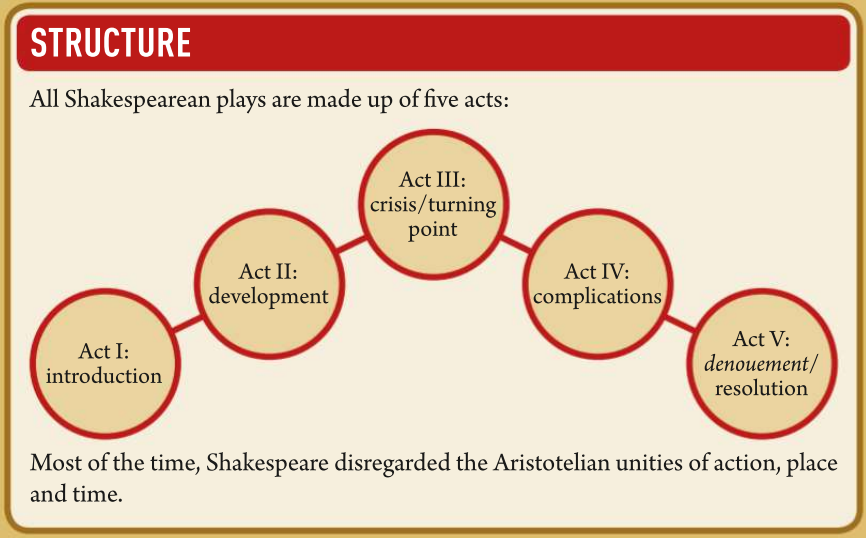 STRUCTURE
All Shakespearean plays are made up of five acts:
Act I:
introduction
Act II:
development
Act III:
crisis/turning
point
Act IV:
complications
Act V:
denouement/
resolution
Most of the time, Shakespeare disregarded the Aristotelian unities of action, place
and time.